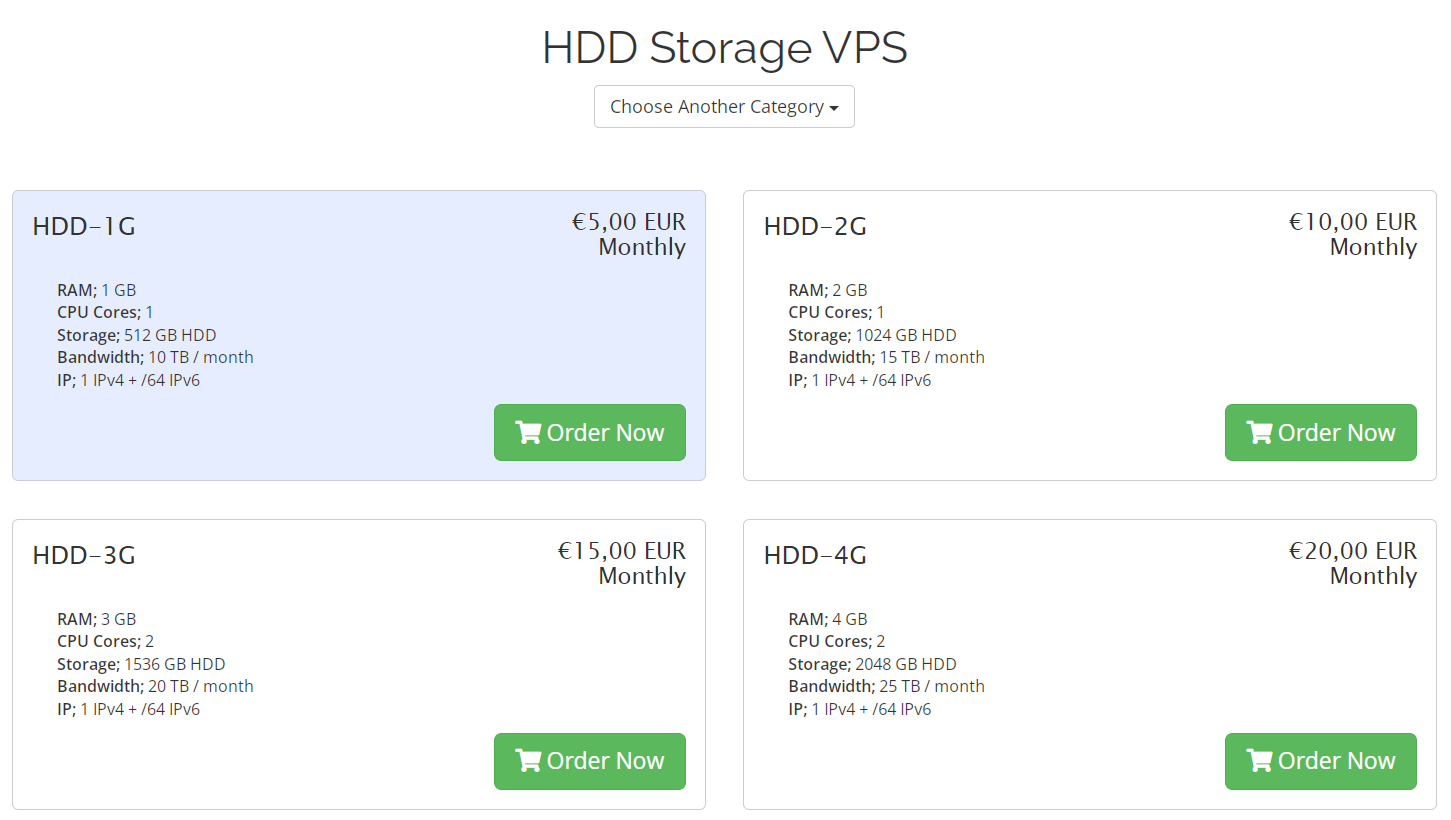 HDD Storage VPS
Choose Another Category
HDD-1G
€5,00 EUR
Monthly
RAM; 1 GB
CPU Cores; 1
Storage; 512 GB HDD
Bandwidth; 10 TB / month
IP; 1 IPv4 + /64 IPv6
Order Now
HDD-2G
€10,00 EUR
Monthly
RAM; 2 GB
CPU Cores; 1
Storage; 1024 GB HDD
Bandwidth; 15 TB / month
IP; 1 IPv4 + /64 IPv6
Order Now
HDD-3G
€15,00 EUR
Monthly
RAM; 3 GB
CPU Cores; 2
Storage; 1536 GB HDD
Bandwidth; 20 TB / month
IP; 1 IPv4 + /64 IPv6
Order Now
HDD-4G
€20,00 EUR
Monthly
RAM; 4 GB
CPU Cores; 2
Storage; 2048 GB HDD
Bandwidth; 25 TB / month
IP; 1 IPv4 + /64 IPv6
Order Now